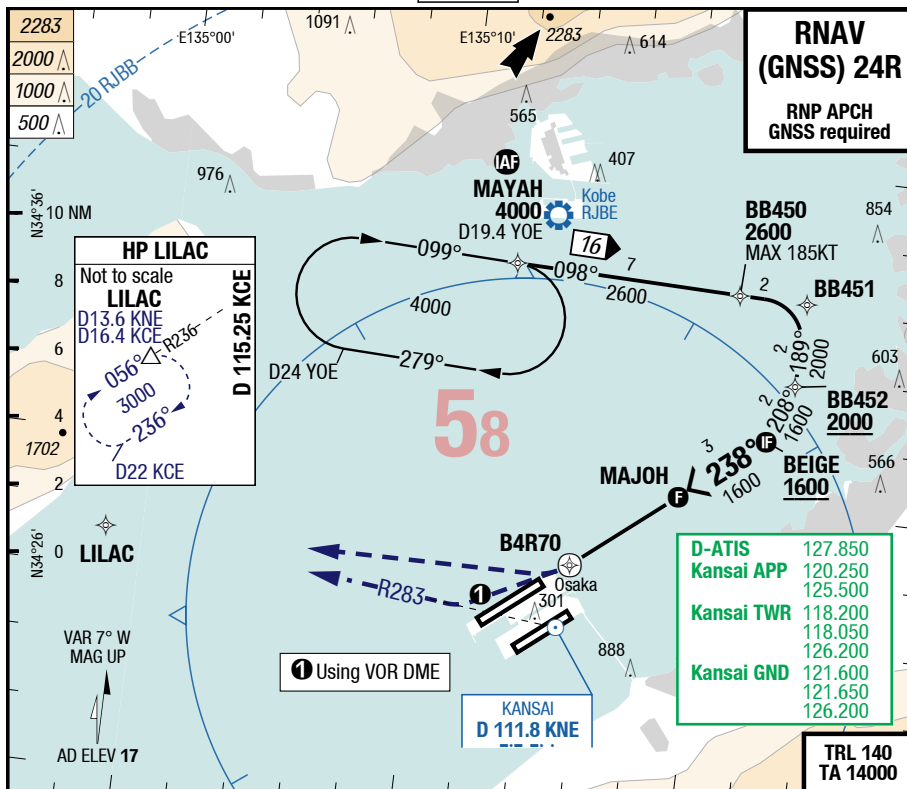 2283
2000
1000
500
20 RJBB
E135°00'
1091
E135°10'
2283
614
RNAV
(GNSS) 24R
RNP APCH
GNSS required
565
976
IAF
407
MAYAH
4000
D19.4 YOE
Kobe
RJBE
16
N34°36'
10 NM
8
6
4
2
0
N34°26'
BB450
2600
MAX 185KT
854
HP LILAC
Not to scale
LILAC
D13.6 KNE
D16.4 KCE
R236
056°
3000
236°
D22 KCE
D 115.25 KCE
099°
098°
7
2600
2
BB451
4000
279°
D24 YOE
2
189°
2000
603
BB452
2000
2
208°
1600
58
1702
IF
BEIGE
1600
566
3
238°
1600
MAJOH
F
LILAC
B4R70
Osaka
R283
1
301
888
D-ATIS 127.850
Kansai APP 120.250
125.500
Kansai TWR 118.200
118.050
126.200
Kansai GND 121.600
121.650
126.200
VAR 7° W
MAG UP
AD ELEV 17
1 Using VOR DME
KANSAI
D 111.8 KNE
TRL 140
TA 14000